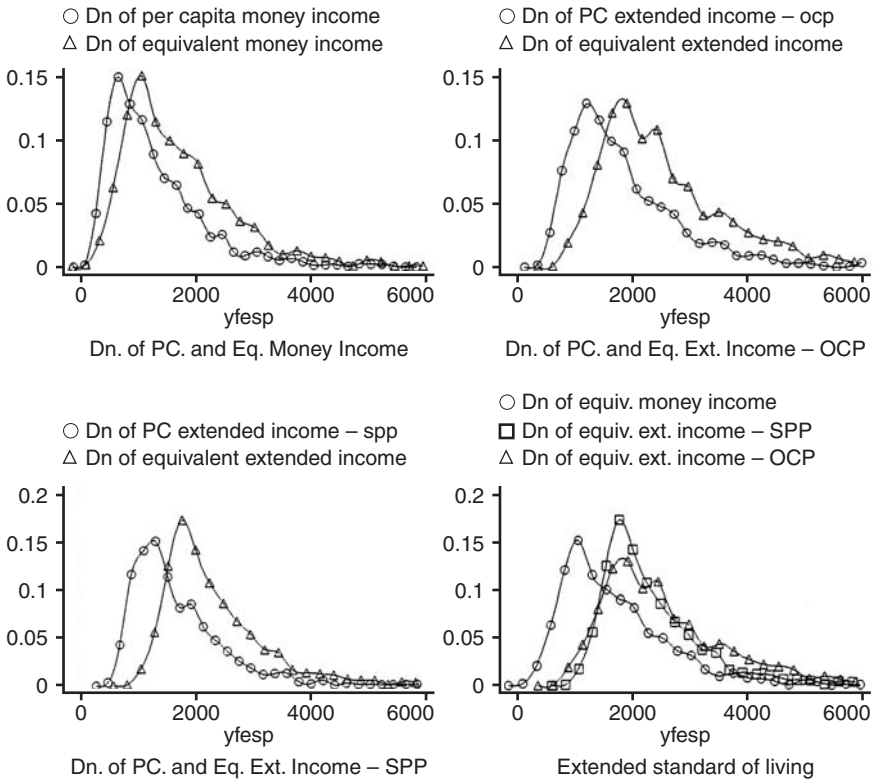 Dn of per capita money income
Dn of equivalent money income
0.15
0.1
0.05
0
0 2000 4000 6000
yfesp
Dn. of PC. and Eq. Money Income
Dn of PC extended income – ocp
Dn of equivalent extended income
0.15
0.1
0.05
0
0 2000 4000 6000
yfesp
Dn. of PC. and Eq. Ext. Income – OCP
Dn of PC extended income – spp
Dn of equivalent extended income
0.2
0.15
0.1
0.05
0
0 2000 4000 6000
yfesp
Dn. of PC. and Eq. Ext. Income – SPP
Dn of equiv. money income
Dn of equiv. ext. income – SPP
Dn of equiv. ext. income – OCP
0.2
0.15
0.1
0.05
0
0 2000 4000 6000
yfesp
Extended standard of living